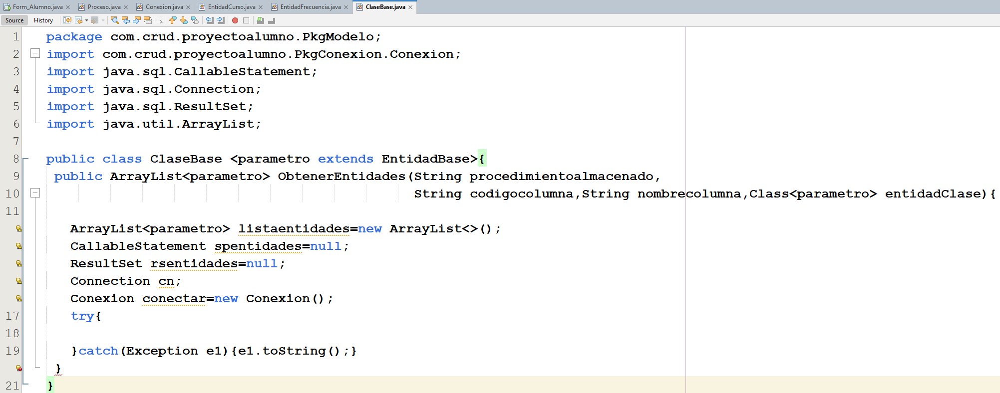 Form_Alumno.java Proceso.java Conexion.java EntidadCurso.java EntidadFrecuencia.java ClaseBase.java
Source History
1 package com.crud.proyectoalumno.PkgModelo;
2 import com.crud.proyectoalumno.PkgConexion.Conexion;
3 import java.sql.CallableStatement;
4 import java.sql.Connection;
5 import java.sql.ResultSet;
6 import java.util.ArrayList;
7
8 public class ClaseBase <parametro extends EntidadBase>{
9 public ArrayList<parametro> ObtenerEntidades(String procedimientoalmacenado,
10 String codigocolumna,String nombrecolumna,Class<parametro> entidadClase){
11
ArrayList<parametro> listaentidades=new ArrayList<>();
CallableStatement spentidades=null;
ResultSet rsentidades=null;
Connection cn;
Conexion conectar=new Conexion();
17 try{
18
19 }catch(Exception e1){e1.toString();}
}
21 }